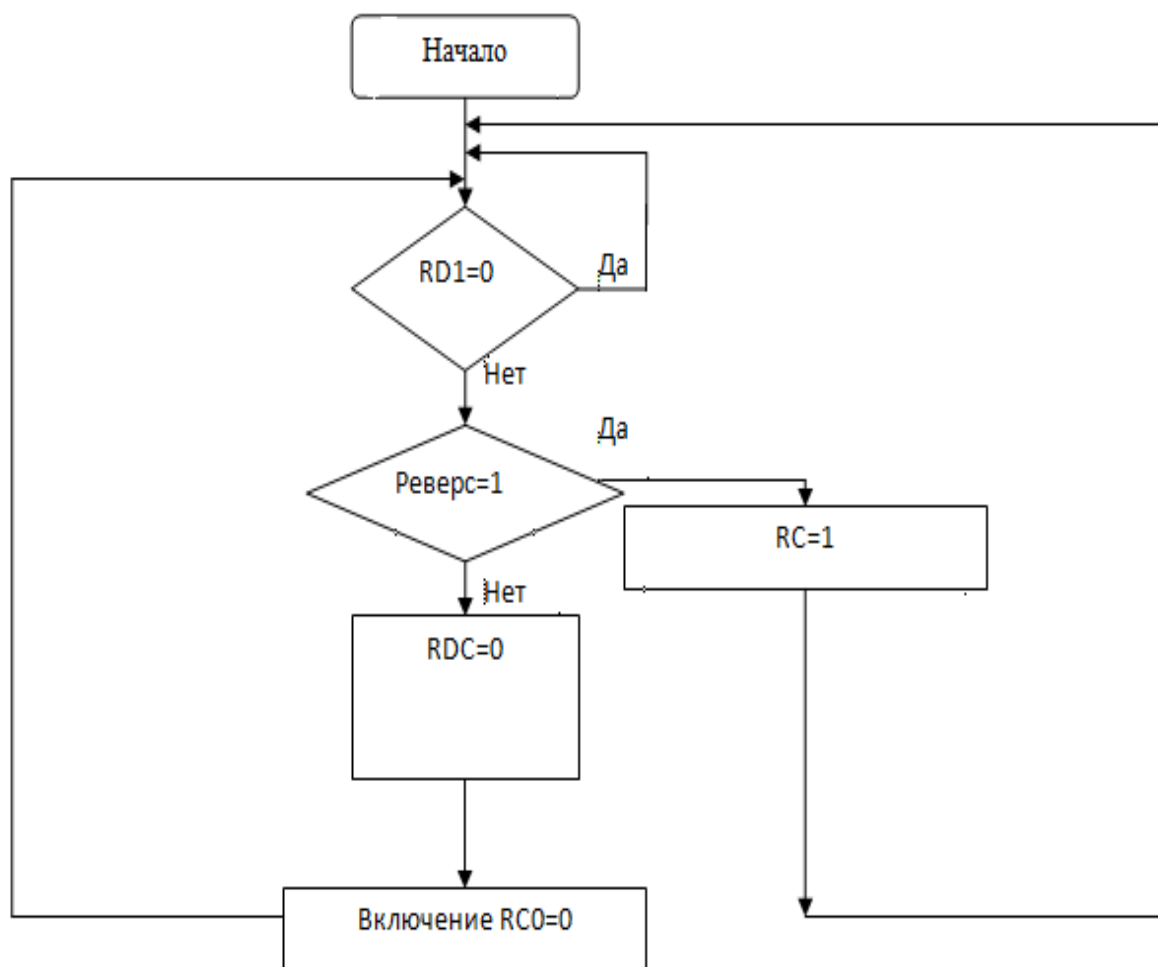 Начало
RD1=0
Да
Нет
Да
Реверс=1
RC=1
Нет
RDC=0
Включение RC0=0